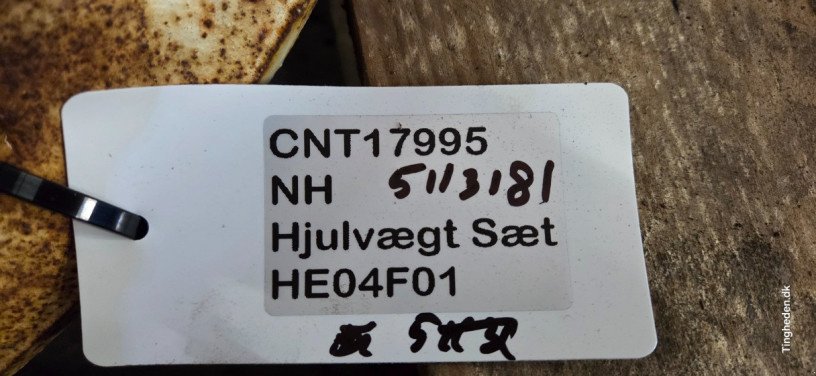 CNT17995
NH 5113181
Hjulvægt Sæt
HE04F01
Tingheden.dk